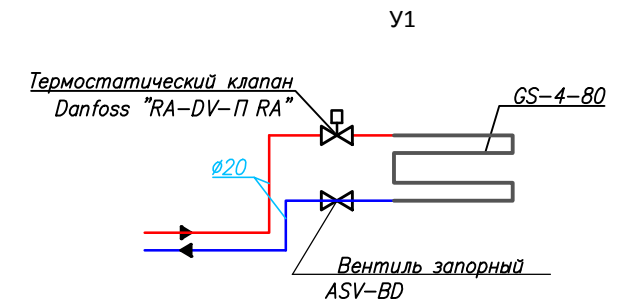 У1
Термостатический клапан
Danfoss "RA-DV-П RA"
GS-4-80
ø20
Вентиль запорный
ASV-BD